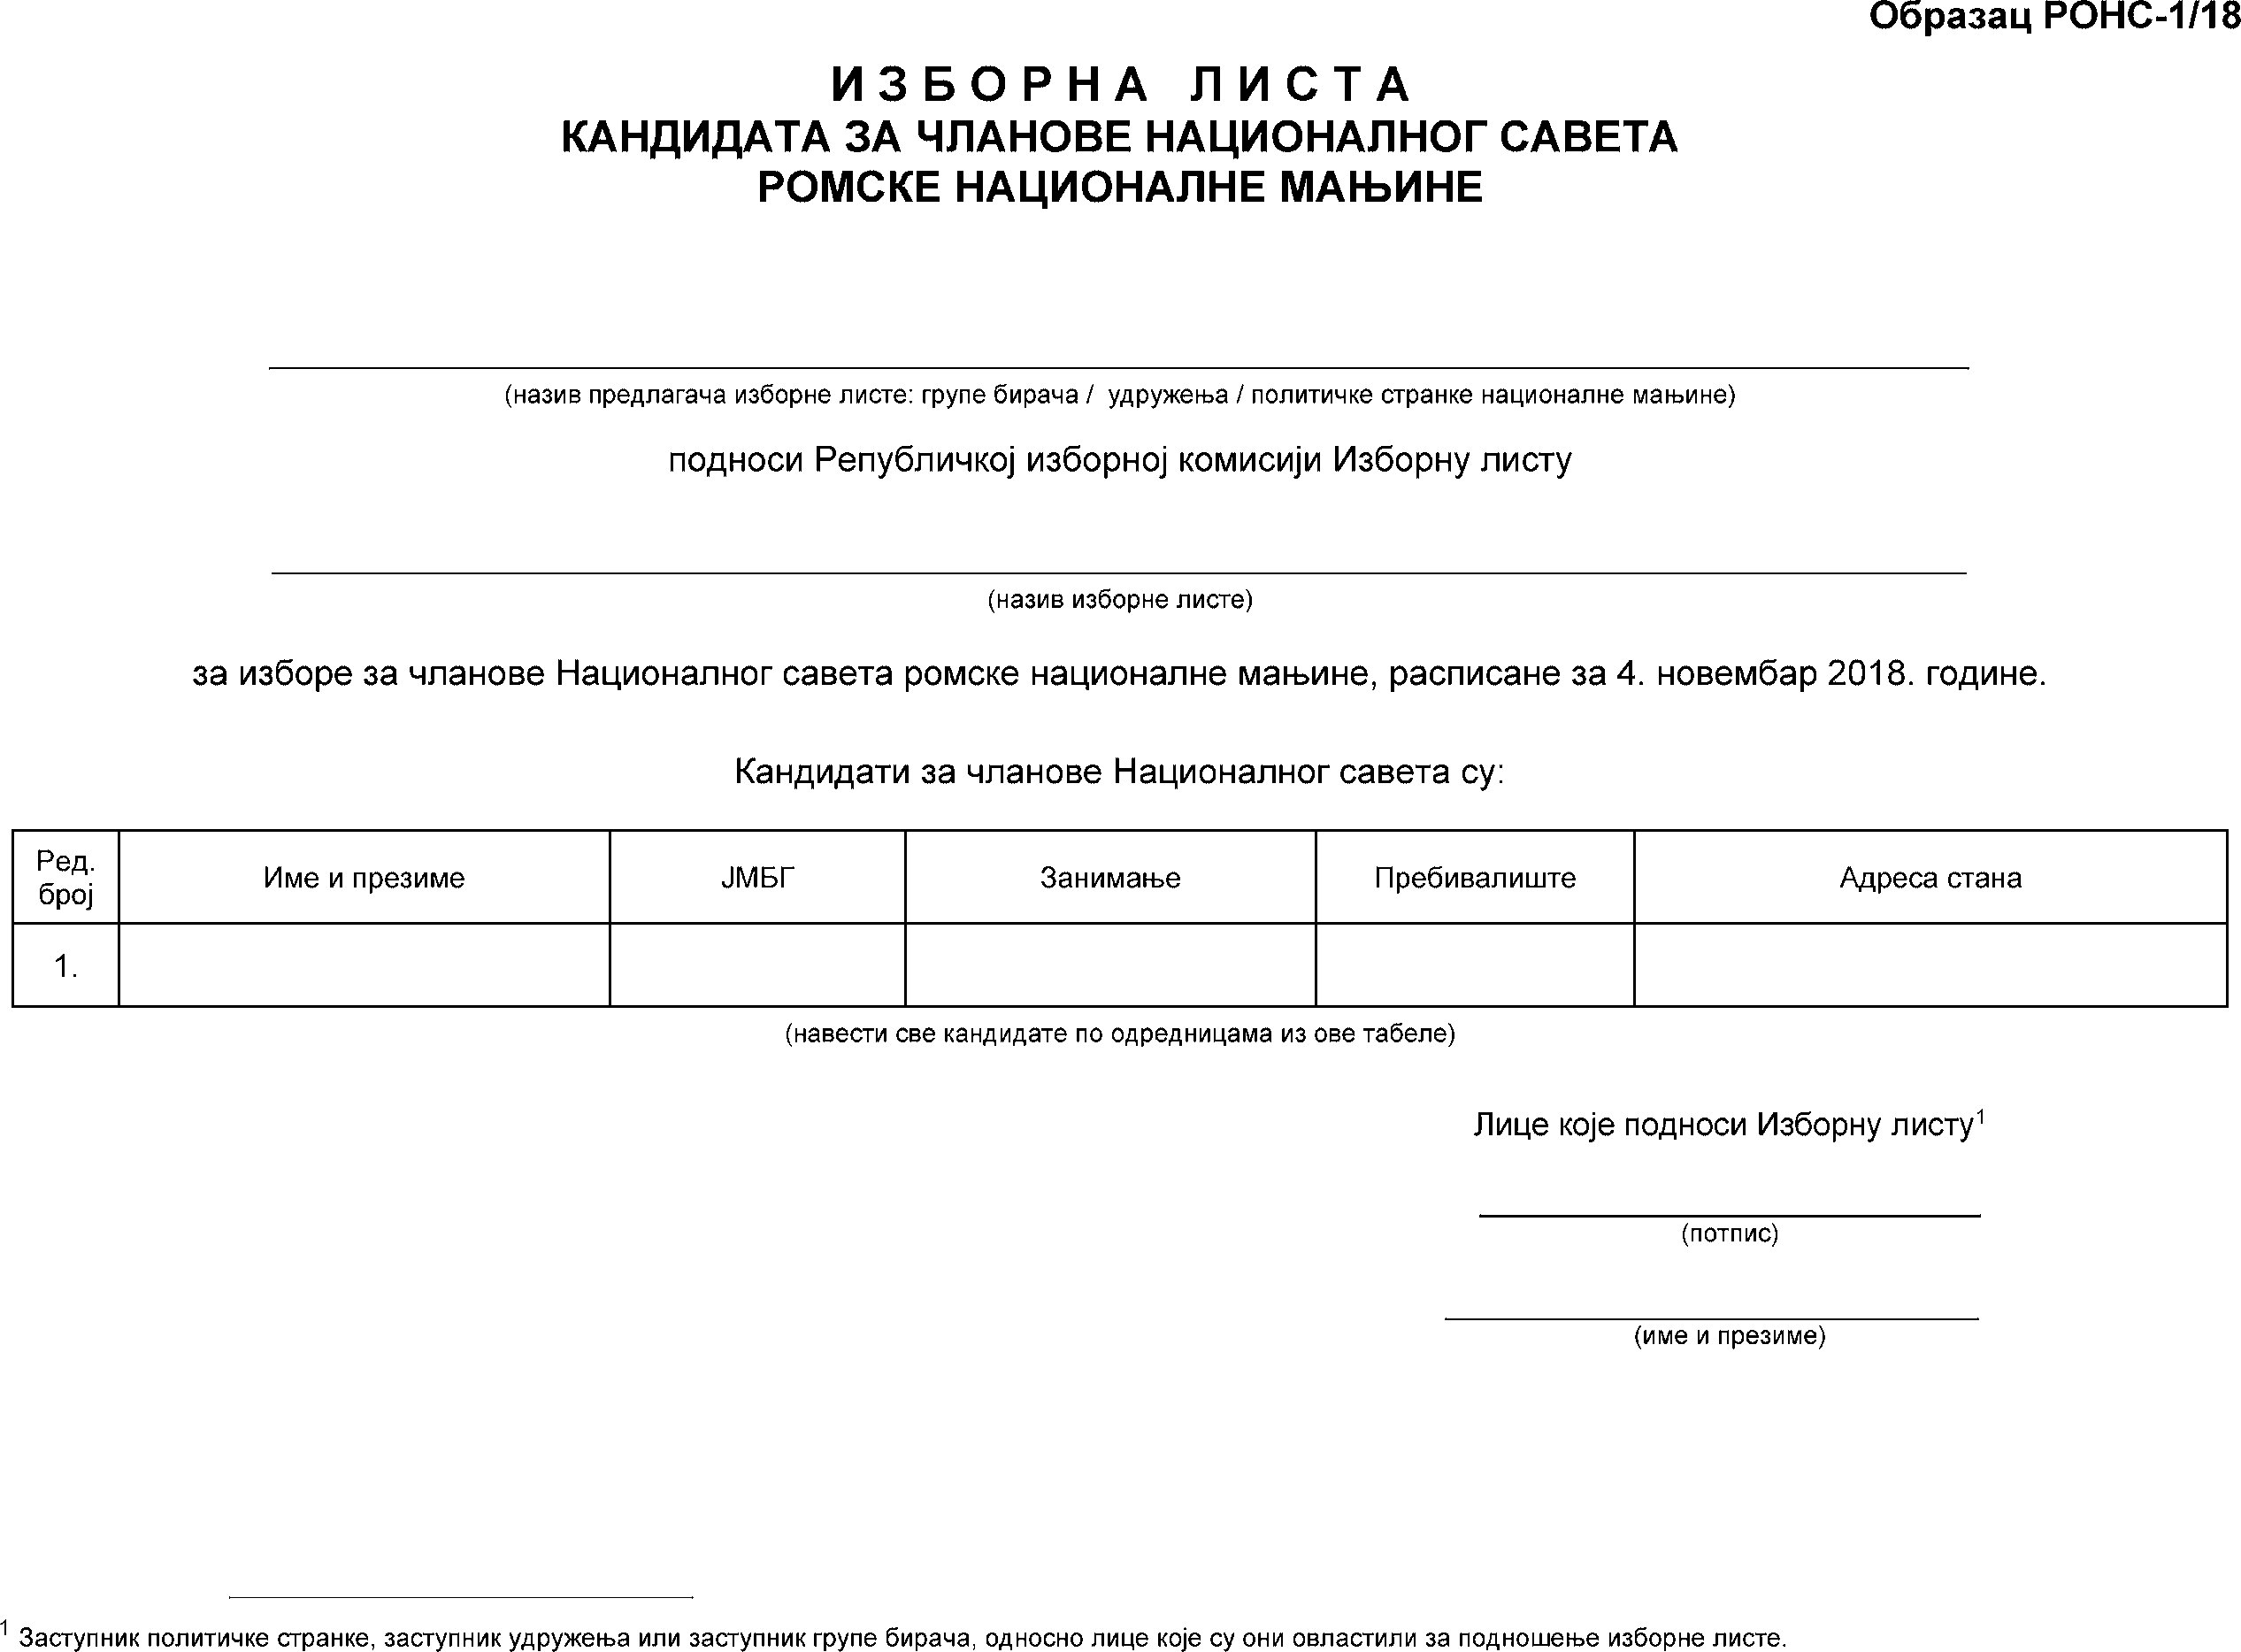 Образац РОНС-1/18
И З Б О Р Н А   Л И С Т А
КАНДИДАТА ЗА ЧЛАНОВЕ НАЦИОНАЛНОГ САВЕТА
РОМСКЕ НАЦИОНАЛНЕ МАЊИНЕ
(назив предлагача изборне листе: групе бирача /  удружења / политичке странке националне мањине)
подноси Републичкој изборној комисији Изборну листу
(назив изборне листе)
за изборе за чланове Националног савета ромске националне мањине, расписане за 4. новембар 2018. године.
Кандидати за чланове Националног савета су:
Ред. број
Име и презиме
ЈМБГ
Занимање
Пребивалиште
Адреса стана
1.
(навести све кандидате по одредницама из ове табеле)
Лице које подноси Изборну листу¹
(потпис)
(име и презиме)
¹ Заступник политичке странке, заступник удружења или заступник групе бирача, односно лице које су они овластили за подношење изборне листе.